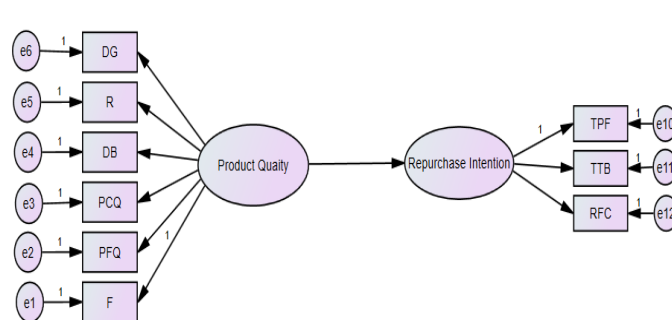 e6
1
DG
e5
1
R
e4
1
DB
e3
1
PCQ
e2
1
PFQ
e1
1
F
1
Product Quaity
Repurchase Intention
1
TPF
1
e10
TTB
1
e11
RFC
1
e12